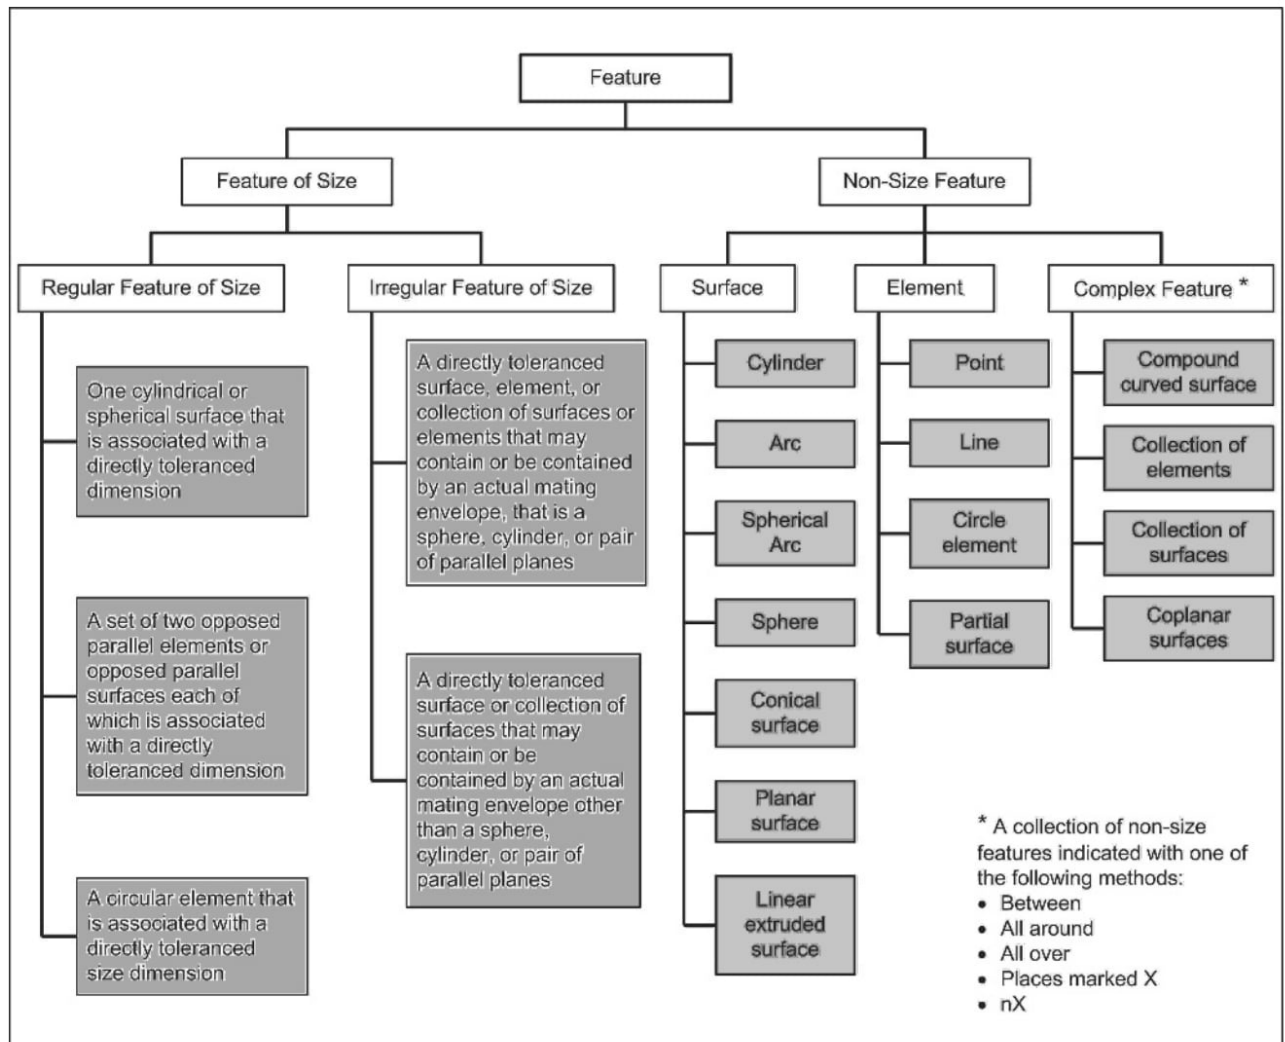 Feature
Feature of Size
Non-Size Feature
Regular Feature of Size
Irregular Feature of Size
Surface
Element
Complex Feature *
One cylindrical or
spherical surface that
is associated with a
directly toleranced
dimension
A set of two opposed
parallel elements or
opposed parallel
surfaces each of
which is associated
with a directly
toleranced dimension
A circular element that
is associated with a
directly toleranced
size dimension
A directly toleranced
surface, element, or
collection of surfaces or
elements that may
contain or be contained
by an actual mating
envelope, that is a
sphere, cylinder, or pair
of parallel planes
A directly toleranced
surface or collection of
surfaces that may
contain or be
contained by an actual
mating envelope other
than a sphere,
cylinder, or pair of
parallel planes
Cylinder
Arc
Spherical
Arc
Sphere
Conical
surface
Planar
surface
Linear
extruded
surface
Point
Line
Circle
element
Partial
surface
Compound
curved surface
Collection of
elements
Collection of
surfaces
Coplanar
surfaces
* A collection of non-size
features indicated with one of
the following methods:
• Between
• All around
• All over
• Places marked X
• nX